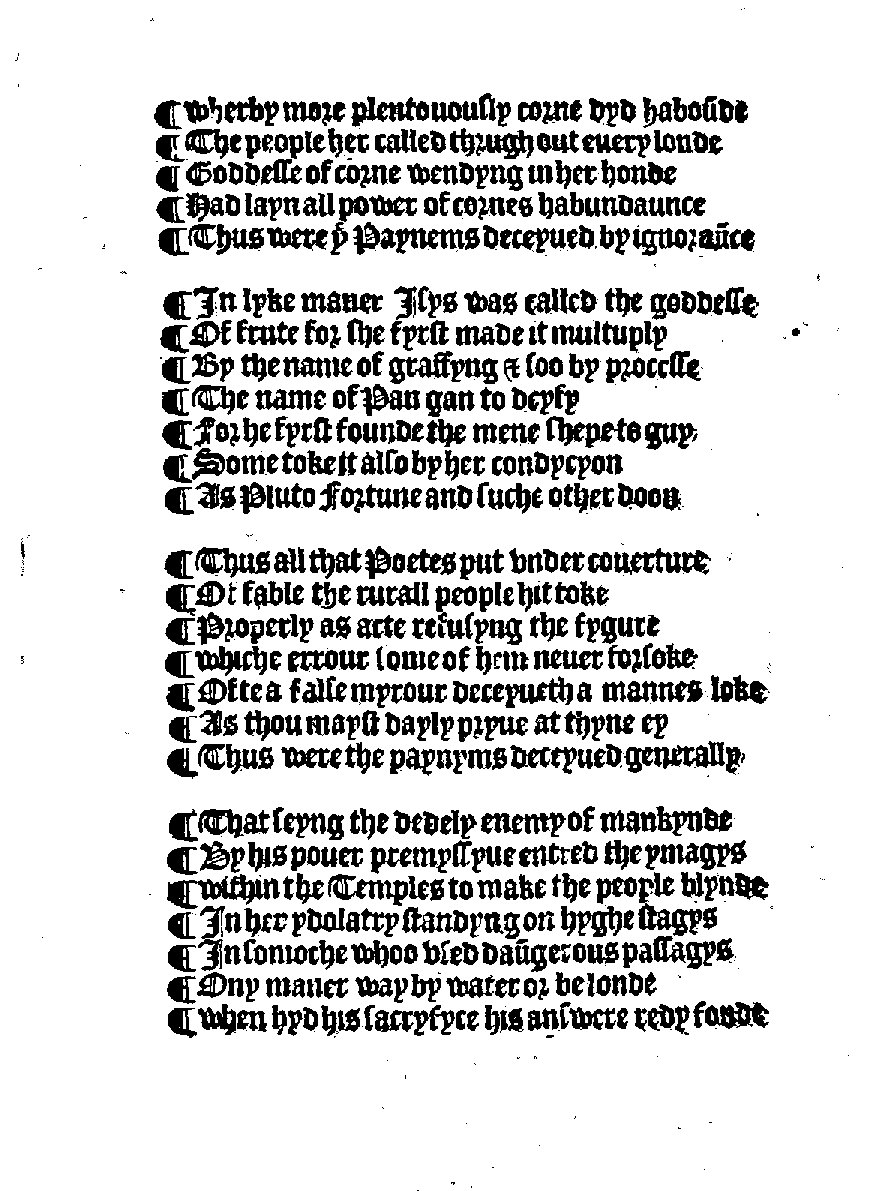 ¶ wherby more plentouously corne dyd haboūde
¶ The people her called thrugh out euery londe
¶ Goddesse of corne wendyng in her honde
¶ Had layn all power of cornes habundaunce
¶ Thus were þͤ Paynems deceyued by ignorañce

¶ In lyke maner Isys was called the goddesse
¶ Of frute for she fyrst made it multuply
¶ By the name of graffyng & soo by processe
¶ The name of Pan gan to deyfy
¶ For he fyrst founde the mene shepe to guy
¶ Some toke it also by her condycyon
¶ As Pluto Fortune and suche other doon

¶ Thus all that Poetes put vnder couerture
¶ Of fable the rurall people hit toke
¶ Properly as acte refusyng the fygure
¶ whiche errour some of hem neuer forsoke
¶ Ofte a false myrour deceyueth a mannes loke
¶ As thou mayst dayly pryue at thyne ey
¶ Thus were the paynyms deceyued generally

¶ That seyng the dedely enemy of mankynde
¶ By his pouer premyssyue entred the ymagys
¶ within the Temples to make the people blynde
¶ In her ydolatry standyng on hyghe stagys
¶ In somoche whoo vsed daūgerous passagys
¶ Ony maner way by water or be londe
¶ when hyd his sacryfyce his answere redy fonde